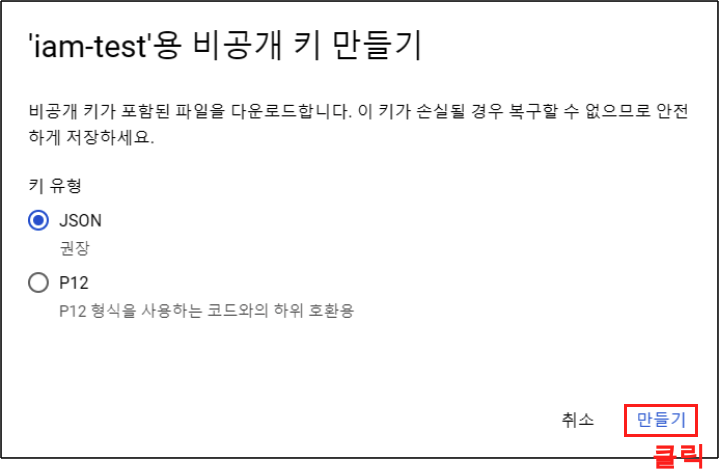 'iam-test'용 비공개 키 만들기
비공개 키가 포함된 파일을 다운로드합니다. 이 키가 손실될 경우 복구할 수 없으므로 안전
하게 저장하세요.
키 유형
JSON
권장
P12
P12 형식을 사용하는 코드와의 하위 호환용
취소 만들기
클릭